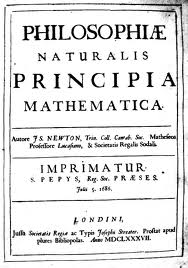 PHILOSOPHIÆ
NATURALIS
PRINCIPIA
MATHEMATICA.
Autore J S. NEWTON, Trin. Coll. Cantab. Soc. Matheseos
Professore Lucasiano, & Societatis Regalis Sodali.
IMPRIMATUR.
S. PEPYS, Reg. Soc. PRÆSES.
Julii 5. 1686.
LONDINI,
Jussu Societatis Regiæ ac Typis Josephi Streater. Prostat apud
plures Bibliopolas. Anno MDCLXXXVII.